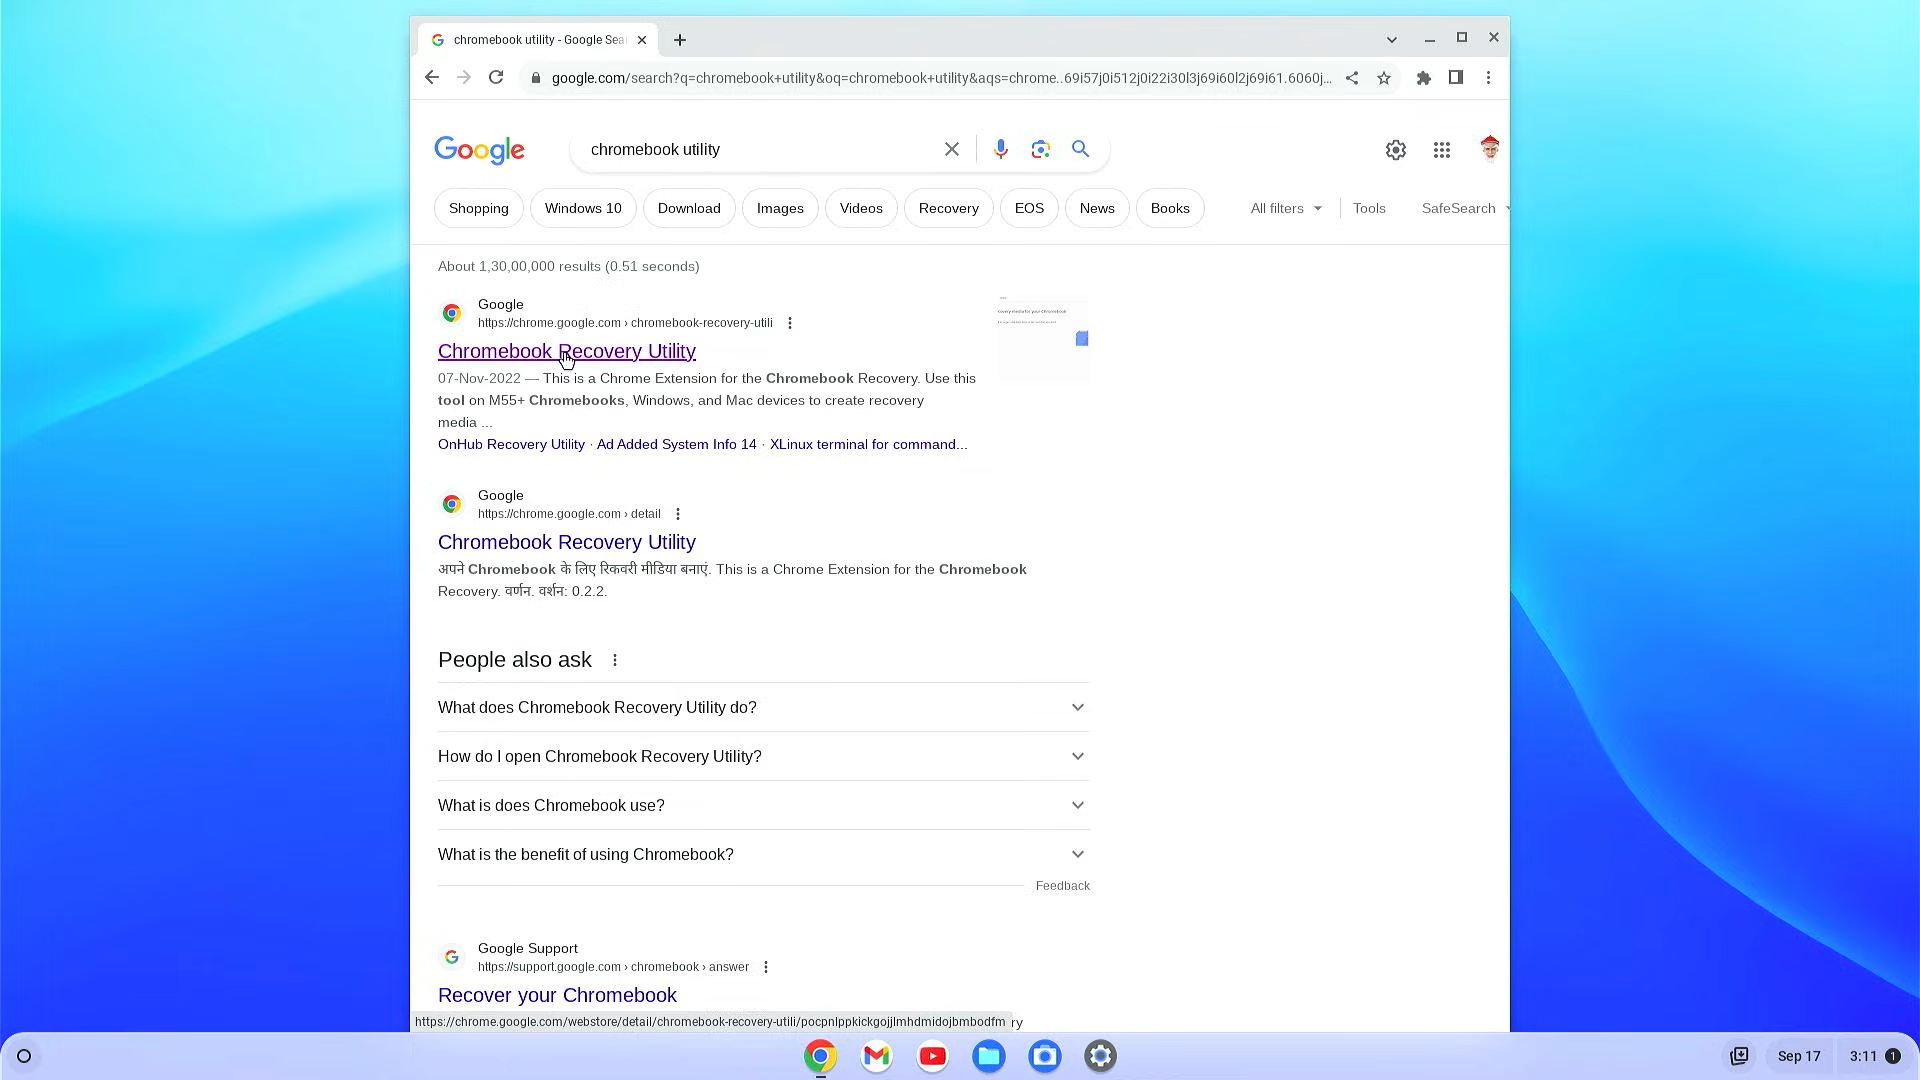 chromebook utility - Google Sea
google.com/search?q=chromebook+utility&oq=chromebook+utility&aqs=chrome..69i57j0i512j0i22i30l3j69i60l2j69i61.6060j...
Google
chromebook utility
Shopping
Windows 10
Download
Images
Videos
Recovery
EOS
News
Books
All filters
Tools
SafeSearch
About 1,30,00,000 results (0.51 seconds)
Google
https://chrome.google.com › chromebook-recovery-utili
Chromebook Recovery Utility
07-Nov-2022 — This is a Chrome Extension for the Chromebook Recovery. Use this
tool on M55+ Chromebooks, Windows, and Mac devices to create recovery
media ...
OnHub Recovery Utility · Ad Added System Info 14 · XLinux terminal for command...
Google
https://chrome.google.com › detail
Chromebook Recovery Utility
अपने Chromebook के लिए रिकवरी मीडिया बनाएं. This is a Chrome Extension for the Chromebook
Recovery. वर्णन. वर्शन: 0.2.2.
People also ask
What does Chromebook Recovery Utility do?
How do I open Chromebook Recovery Utility?
What is does Chromebook use?
What is the benefit of using Chromebook?
Feedback
Google Support
https://support.google.com › chromebook › answer
Recover your Chromebook
https://chrome.google.com/webstore/detail/chromebook-recovery-utili/pocpnlppkickgojjlmhdmidojbmbodfm
ry
Sep 17
3:11
1